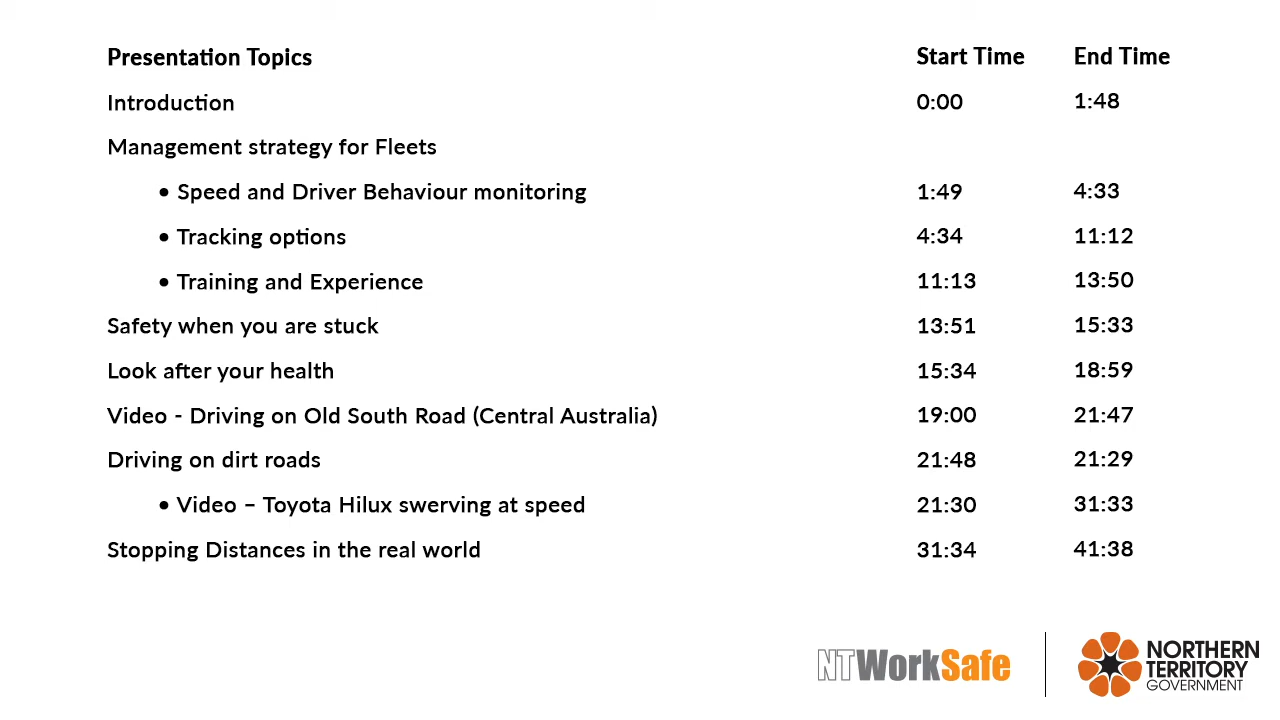 Presentation Topics Start Time End Time
Introduction 0:00 1:48
Management strategy for Fleets
• Speed and Driver Behaviour monitoring 1:49 4:33
• Tracking options 4:34 11:12
• Training and Experience 11:13 13:50
Safety when you are stuck 13:51 15:33
Look after your health 15:34 18:59
Video - Driving on Old South Road (Central Australia) 19:00 21:47
Driving on dirt roads 21:48 21:29
• Video – Toyota Hilux swerving at speed 21:30 31:33
Stopping Distances in the real world 31:34 41:38
NTWorkSafe
NORTHERN
TERRITORY
GOVERNMENT